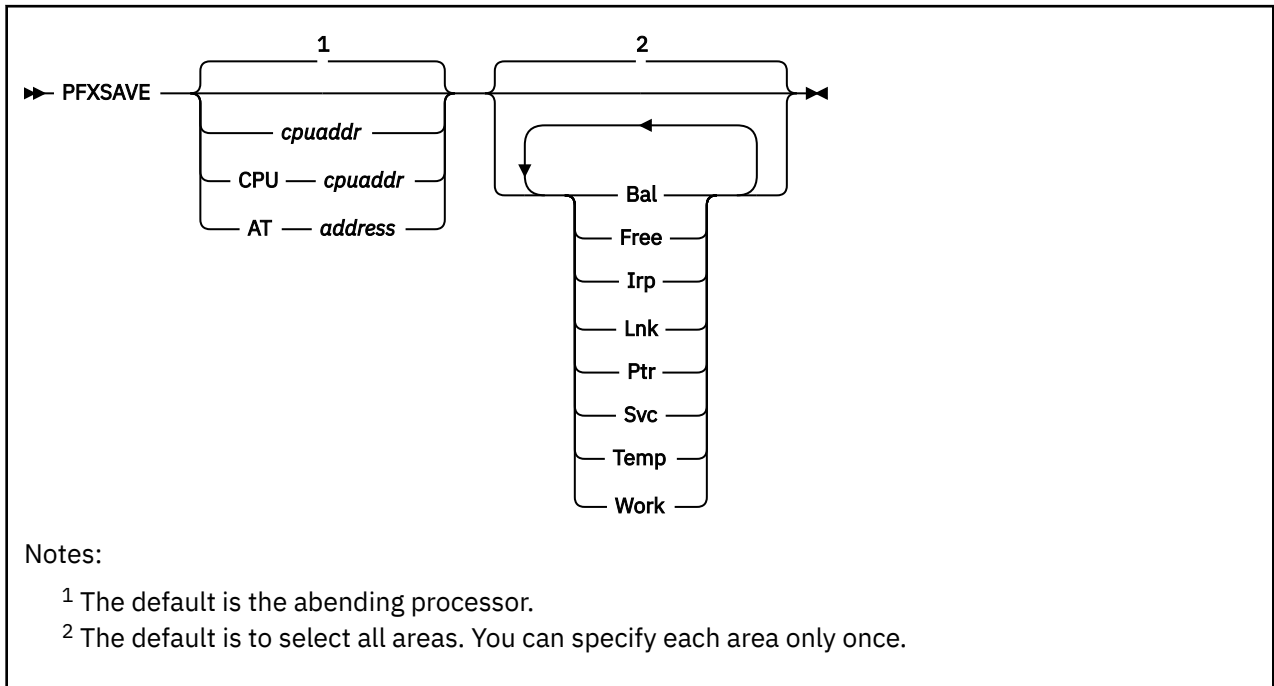 1 2
PFXSAVE
cpuaddr
CPU cpuaddr
AT address
Bal
Free
Irp
Lnk
Ptr
Svc
Temp
Work
Notes:
1 The default is the abending processor.
2 The default is to select all areas. You can specify each area only once.